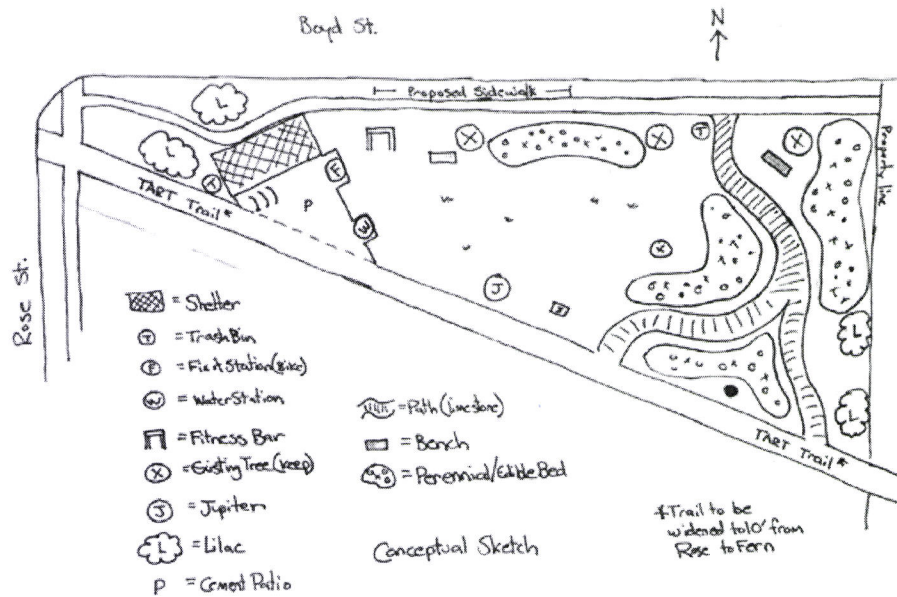 Boyd St.
N
Proposed Sidewalk
L
X
X
T
X
L
F
T
TART Trail*
P
W
X
Property line
Rose St.
J
L
L
TART Trail*
= Shelter
T = Trash Bin
F = Fix it Station (Bike)
W = Water Station
= Fitness Bar
X = Existing Tree (keep)
J = Jupiter
L = Lilac
P = Cement Patio
= Path (limestone)
= Bench
= Perennial/Edible Bed
Conceptual Sketch
*Trail to be
widened to 10' from
Rose to Fern